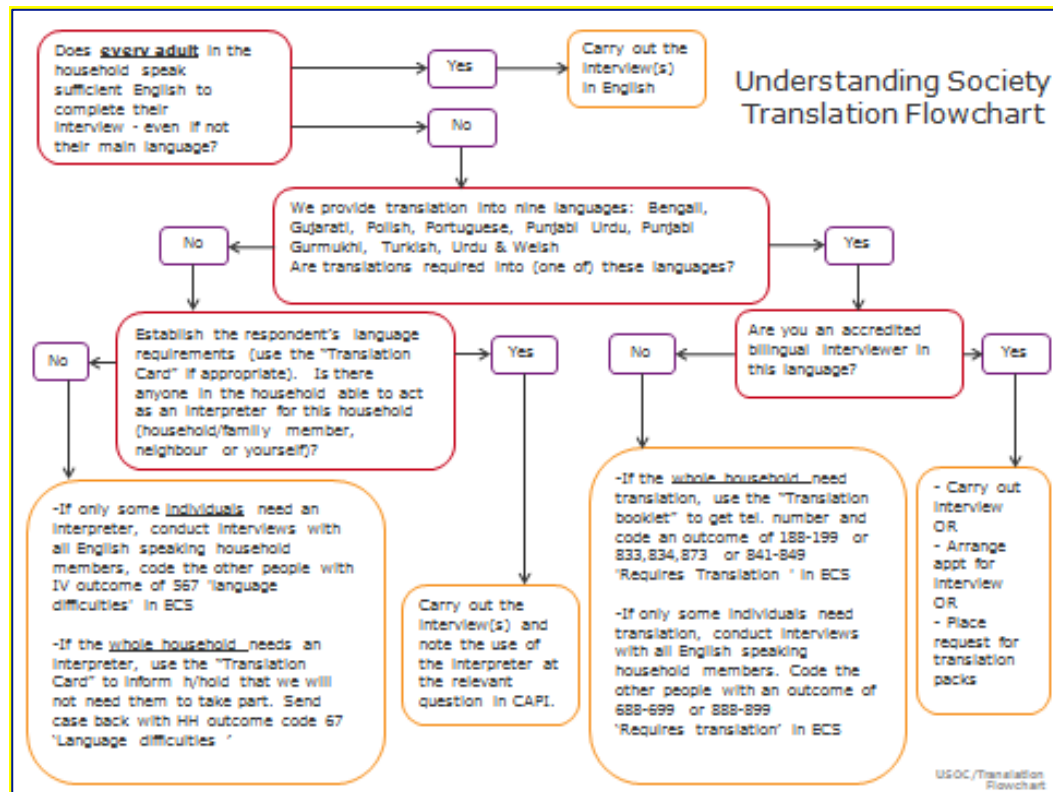 Does every adult in the
household speak
sufficient English to
complete their
interview - even if not
their main language?
Yes
Carry out the
interview(s)
in English
Understanding Society
Translation Flowchart
No
We provide translation into nine languages: Bengali,
Gujarati, Polish, Portuguese, Punjabi Urdu, Punjabi
Gurmukhi, Turkish, Urdu & Welsh
Are translations required into (one of) these languages?
No
Yes
Establish the respondent's language
requirements (use the "Translation
Card" if appropriate). Is there
anyone in the household able to act
as an interpreter for this household
(household/family member,
neighbour or yourself)?
No
Yes
Are you an accredited
bilingual interviewer in
this language?
No
Yes
-If only some individuals need an
interpreter, conduct interviews with
all English speaking household
members, code the other people with
IV outcome of 567 'language
difficulties' in ECS
-If the whole household needs an
interpreter, use the "Translation
Card" to inform h/hold that we will
not need them to take part. Send
case back with HH outcome code 67
'Language difficulties '
Carry out the
interview(s) and
note the use of
the interpreter at
the relevant
question in CAPI.
-If the whole household need
translation, use the "Translation
booklet" to get tel. number and
code an outcome of 188-199 or
833,834,873 or 841-849
'Requires Translation ' in ECS
-If only some individuals need
translation, conduct interviews
with all English speaking
household members. Code the
other people with an outcome of
688-699 or 888-899
'Requires translation' in ECS
- Carry out
interview
OR
- Arrange
appt for
interview
OR
- Place
request for
translation
packs
USOC/Translation
Flowchart